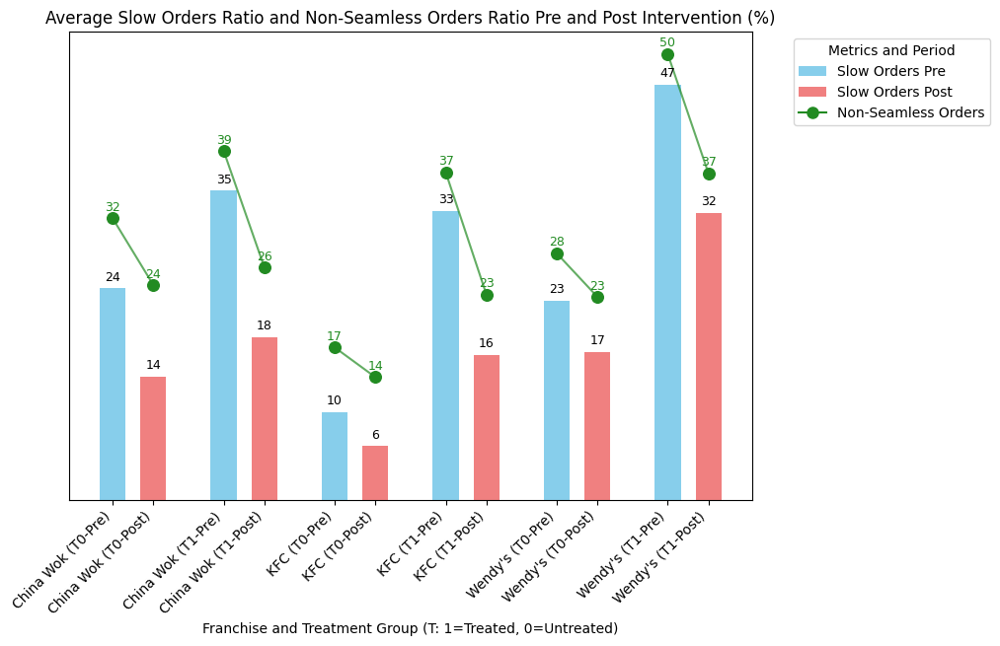 Average Slow Orders Ratio and Non-Seamless Orders Ratio Pre and Post Intervention (%)
Metrics and Period
Slow Orders Pre
Slow Orders Post
Non-Seamless Orders
32
24
24
14
39
35
26
18
17
10
14
6
37
33
23
16
28
23
23
17
50
47
37
32
China Wok (T0-Pre)
China Wok (T0-Post)
China Wok (T1-Pre)
China Wok (T1-Post)
KFC (T0-Pre)
KFC (T0-Post)
KFC (T1-Pre)
KFC (T1-Post)
Wendy's (T0-Pre)
Wendy's (T0-Post)
Wendy's (T1-Pre)
Wendy's (T1-Post)
Franchise and Treatment Group (T: 1=Treated, 0=Untreated)